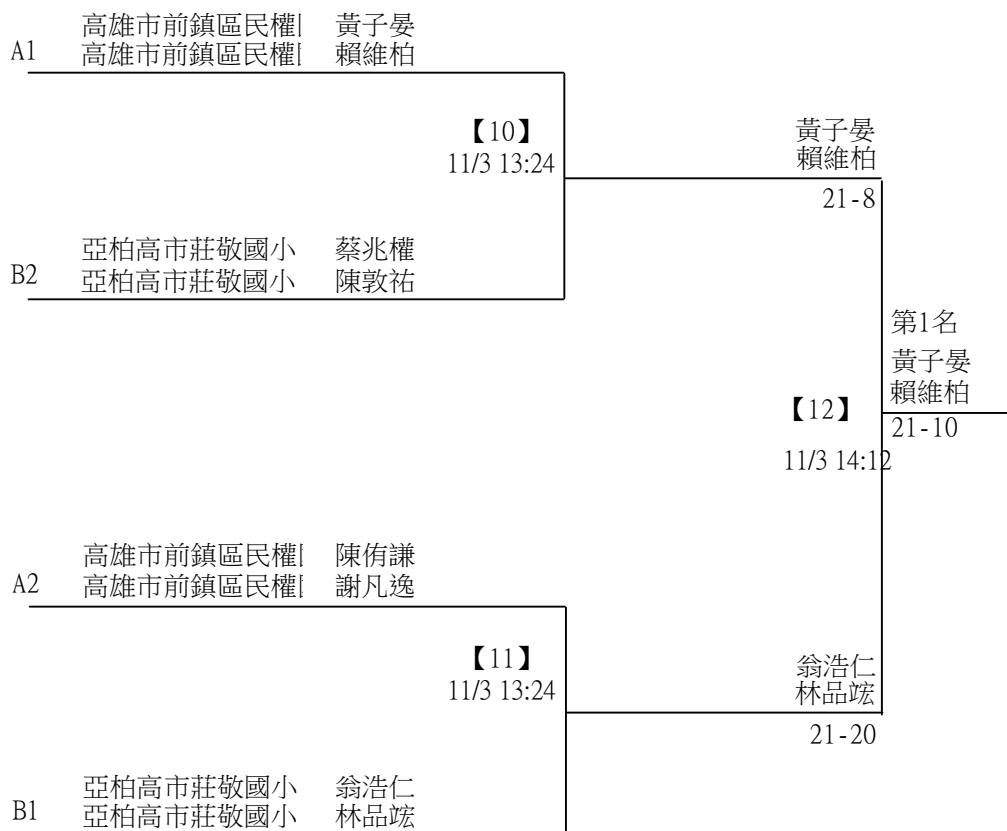 高雄市前鎮區民權 黃子晏
A1 高雄市前鎮區民權 賴維柏
【10】
11/3 13:24
黃子晏
賴維柏
21-8
亞柏高市莊敬國小 蔡兆權
B2 亞柏高市莊敬國小 陳敦祐
第1名
黃子晏
賴維柏
【12】
21-10
11/3 14:12
高雄市前鎮區民權 陳侑謙
A2 高雄市前鎮區民權 謝凡逸
【11】
11/3 13:24
翁浩仁
林品竑
21-20
亞柏高市莊敬國小 翁浩仁
B1 亞柏高市莊敬國小 林品竑